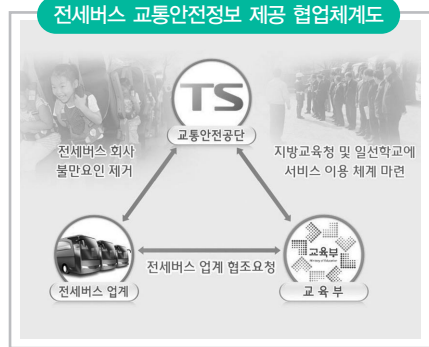 전세버스 교통안전정보 제공 협업체계도
TS
교통안전공단
전세버스 회사
불만요인 제거
지방교육청 및 일선학교에
서비스 이용 체계 마련
전세버스 업계 협조요청
교육부
Ministry of Education
전세버스 업계
교 육 부